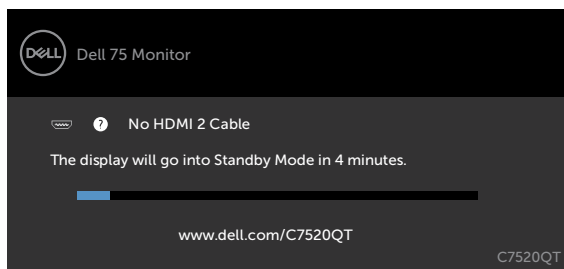 DELL
Dell 75 Monitor
? No HDMI 2 Cable
The display will go into Standby Mode in 4 minutes.
www.dell.com/C7520QT
C7520QT